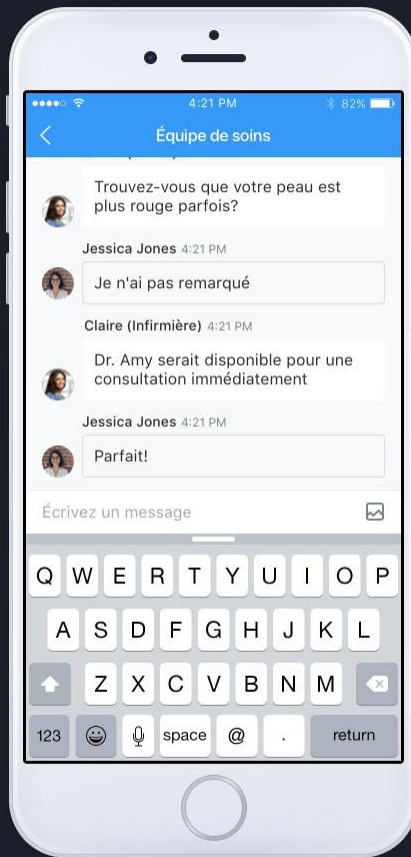 4:21 PM
82%
Équipe de soins
Trouvez-vous que votre peau est
plus rouge parfois?
Jessica Jones 4:21 PM
Je n'ai pas remarqué
Claire (Infirmière) 4:21 PM
Dr. Amy serait disponible pour une
consultation immédiatement
Jessica Jones 4:21 PM
Parfait!
Écrivez un message
Q W E R T Y U I O P
A S D F G H J K L
Z X C V B N M
123 space @ . return